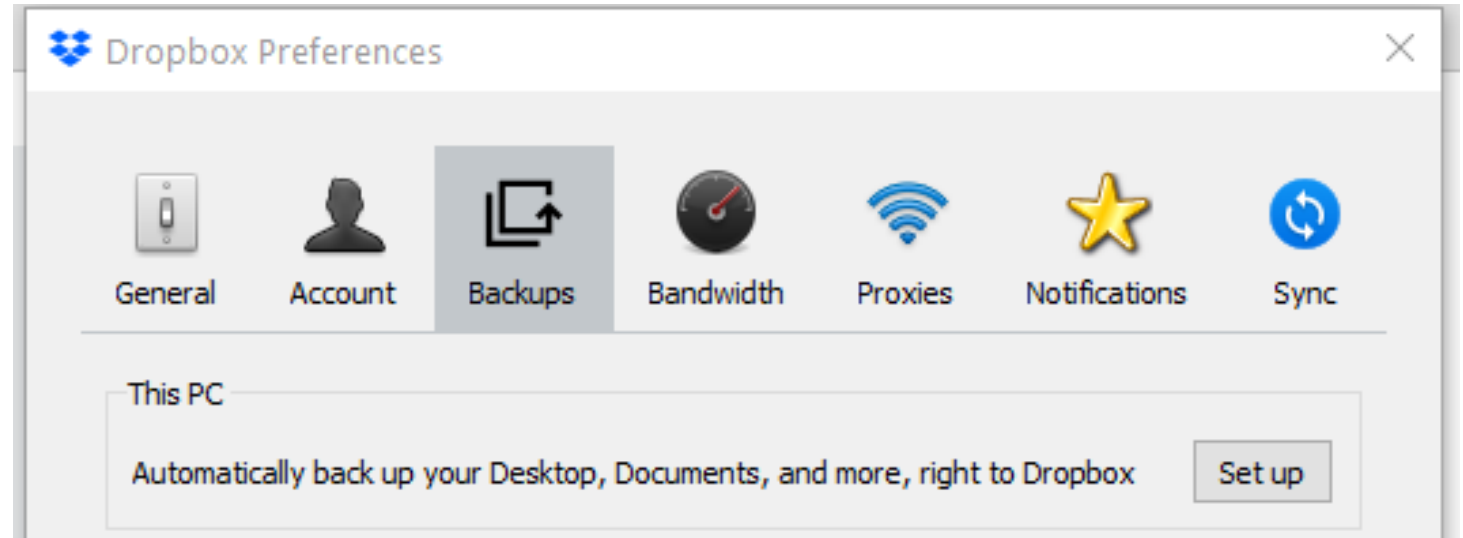 Dropbox Preferences
General Account Backups Bandwidth Proxies Notifications Sync
This PC
Automatically back up your Desktop, Documents, and more, right to Dropbox Set up